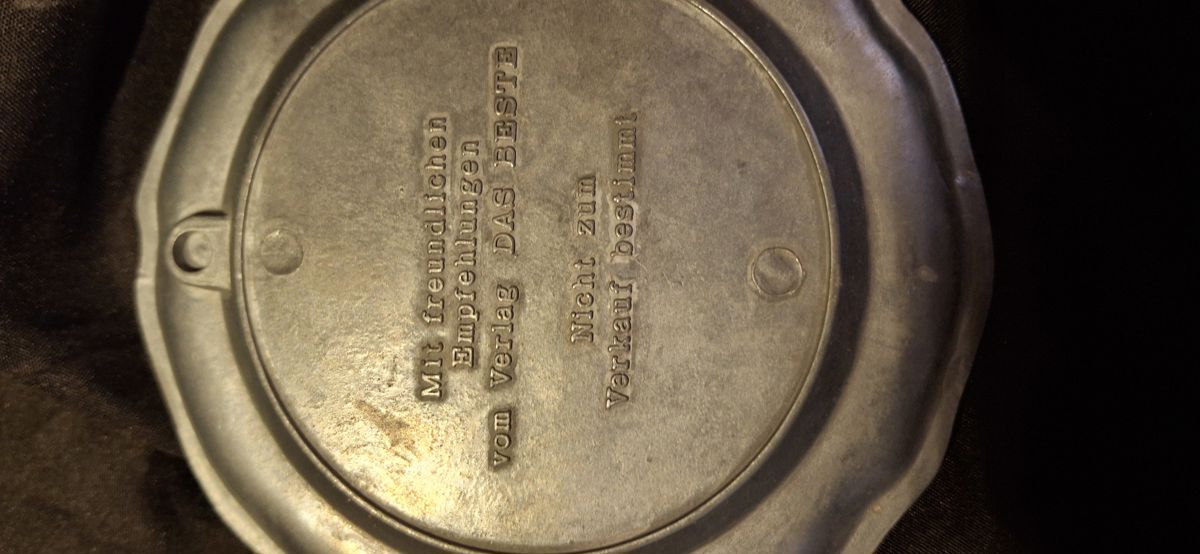 Mit freundlichen
Empfehlungen
vom Verlag DAS BESTE
Nicht zum
Verkauf bestimmt